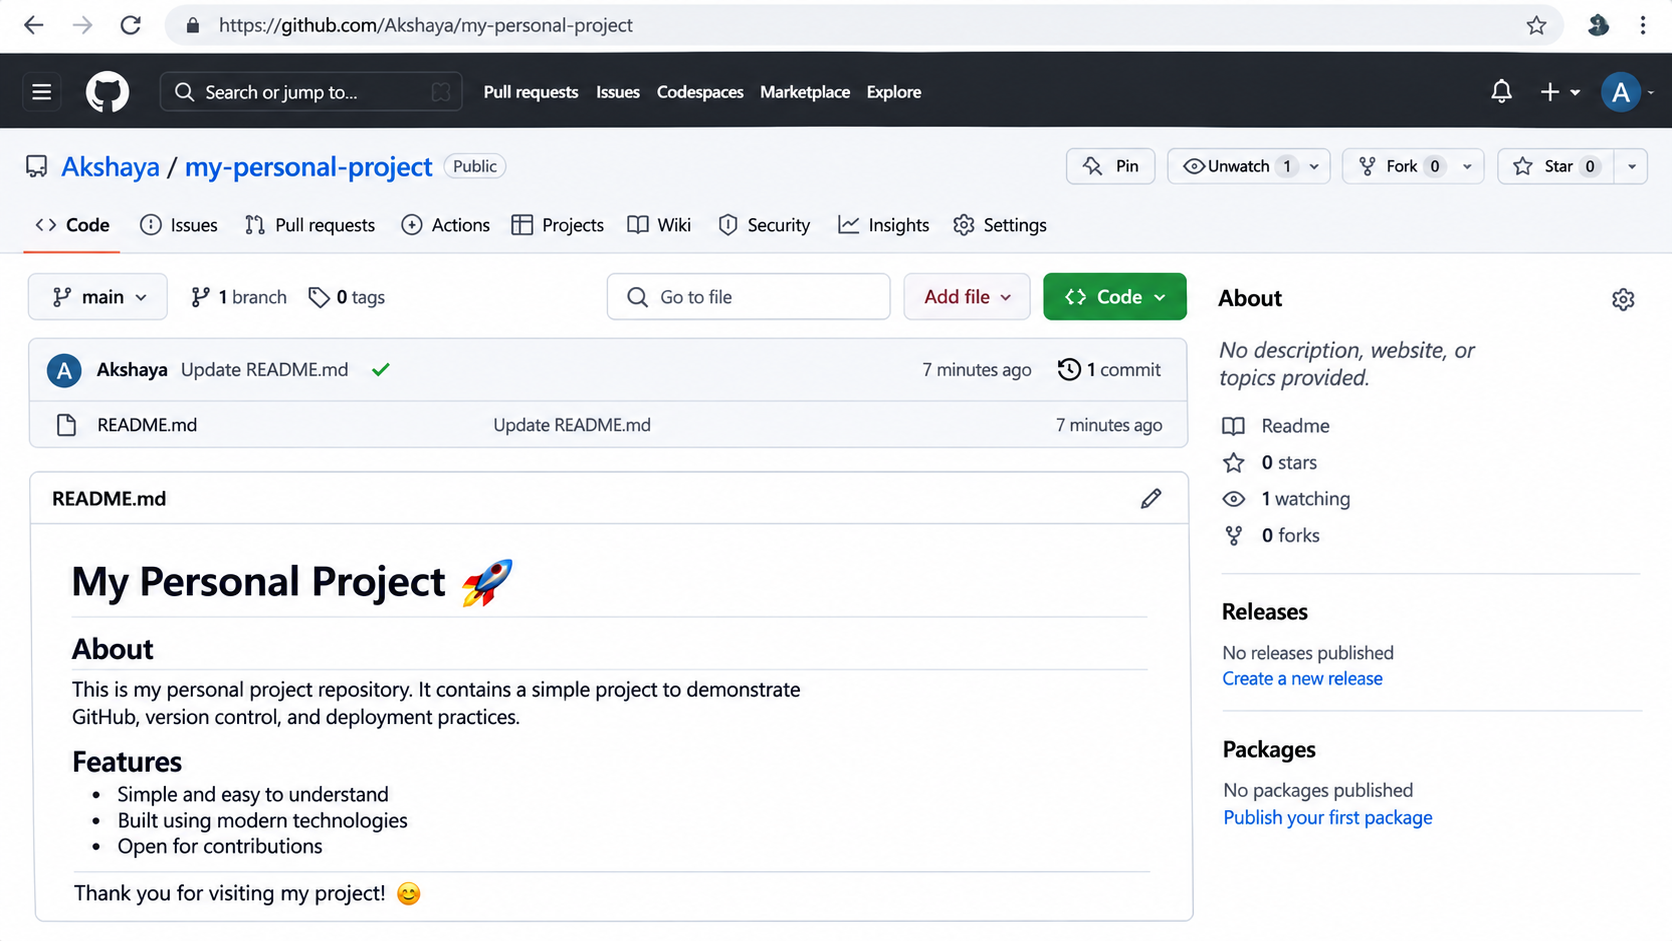 https://github.com/Akshaya/my-personal-project
Search or jump to... Pull requests Issues Codespaces Marketplace Explore A
Akshaya / my-personal-project Public Pin Unwatch 1 Fork 0 Star 0
Code Issues Pull requests Actions Projects Wiki Security Insights Settings
main 1 branch 0 tags Go to file Add file Code
A Akshaya Update README.md 7 minutes ago 1 commit
README.md Update README.md 7 minutes ago
README.md
My Personal Project 🚀
About
This is my personal project repository. It contains a simple project to demonstrate
GitHub, version control, and deployment practices.
Features
• Simple and easy to understand
• Built using modern technologies
• Open for contributions
Thank you for visiting my project! 😊
About
No description, website, or
topics provided.
Readme
0 stars
1 watching
0 forks
Releases
No releases published
Create a new release
Packages
No packages published
Publish your first package